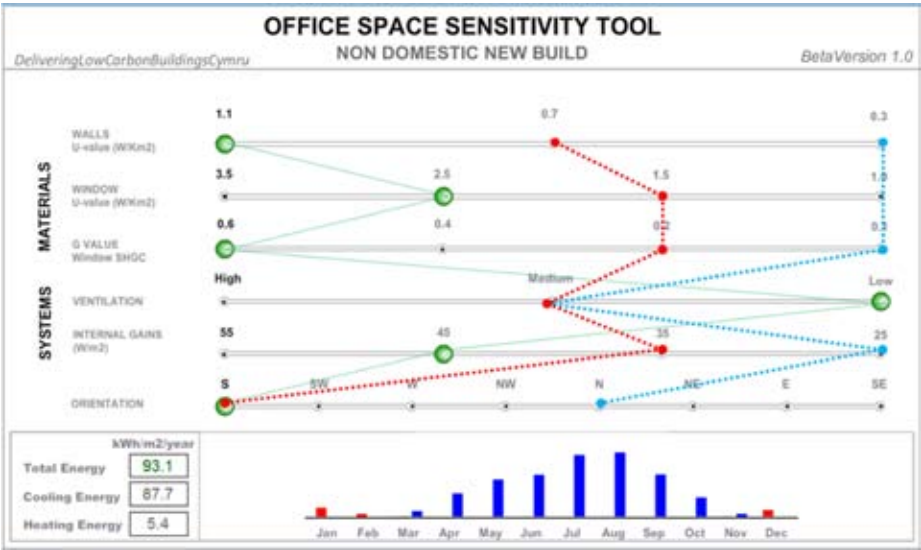 OFFICE SPACE SENSITIVITY TOOL
DeliveringLowCarbonBuildingsCymru NON DOMESTIC NEW BUILD BetaVersion 1.0
MATERIALS
1.1 0.7 0.3
WALLS
U-value (W/Km2)
3.5 2.5 1.5
WINDOW
U-value (W/Km2)
0.6 0.4
G VALUE
Window SHGC
SYSTEMS
High Medium Low
VENTILATION
55 45 35 25
INTERNAL GAINS
(W/m2)
S SW W NW N NE E SE
ORIENTATION
kWh/m2/year
Total Energy 93.1
Cooling Energy 87.7
Heating Energy 5.4
Jan Feb Mar Apr May Jun Jul Aug Sep Oct Nov Dec